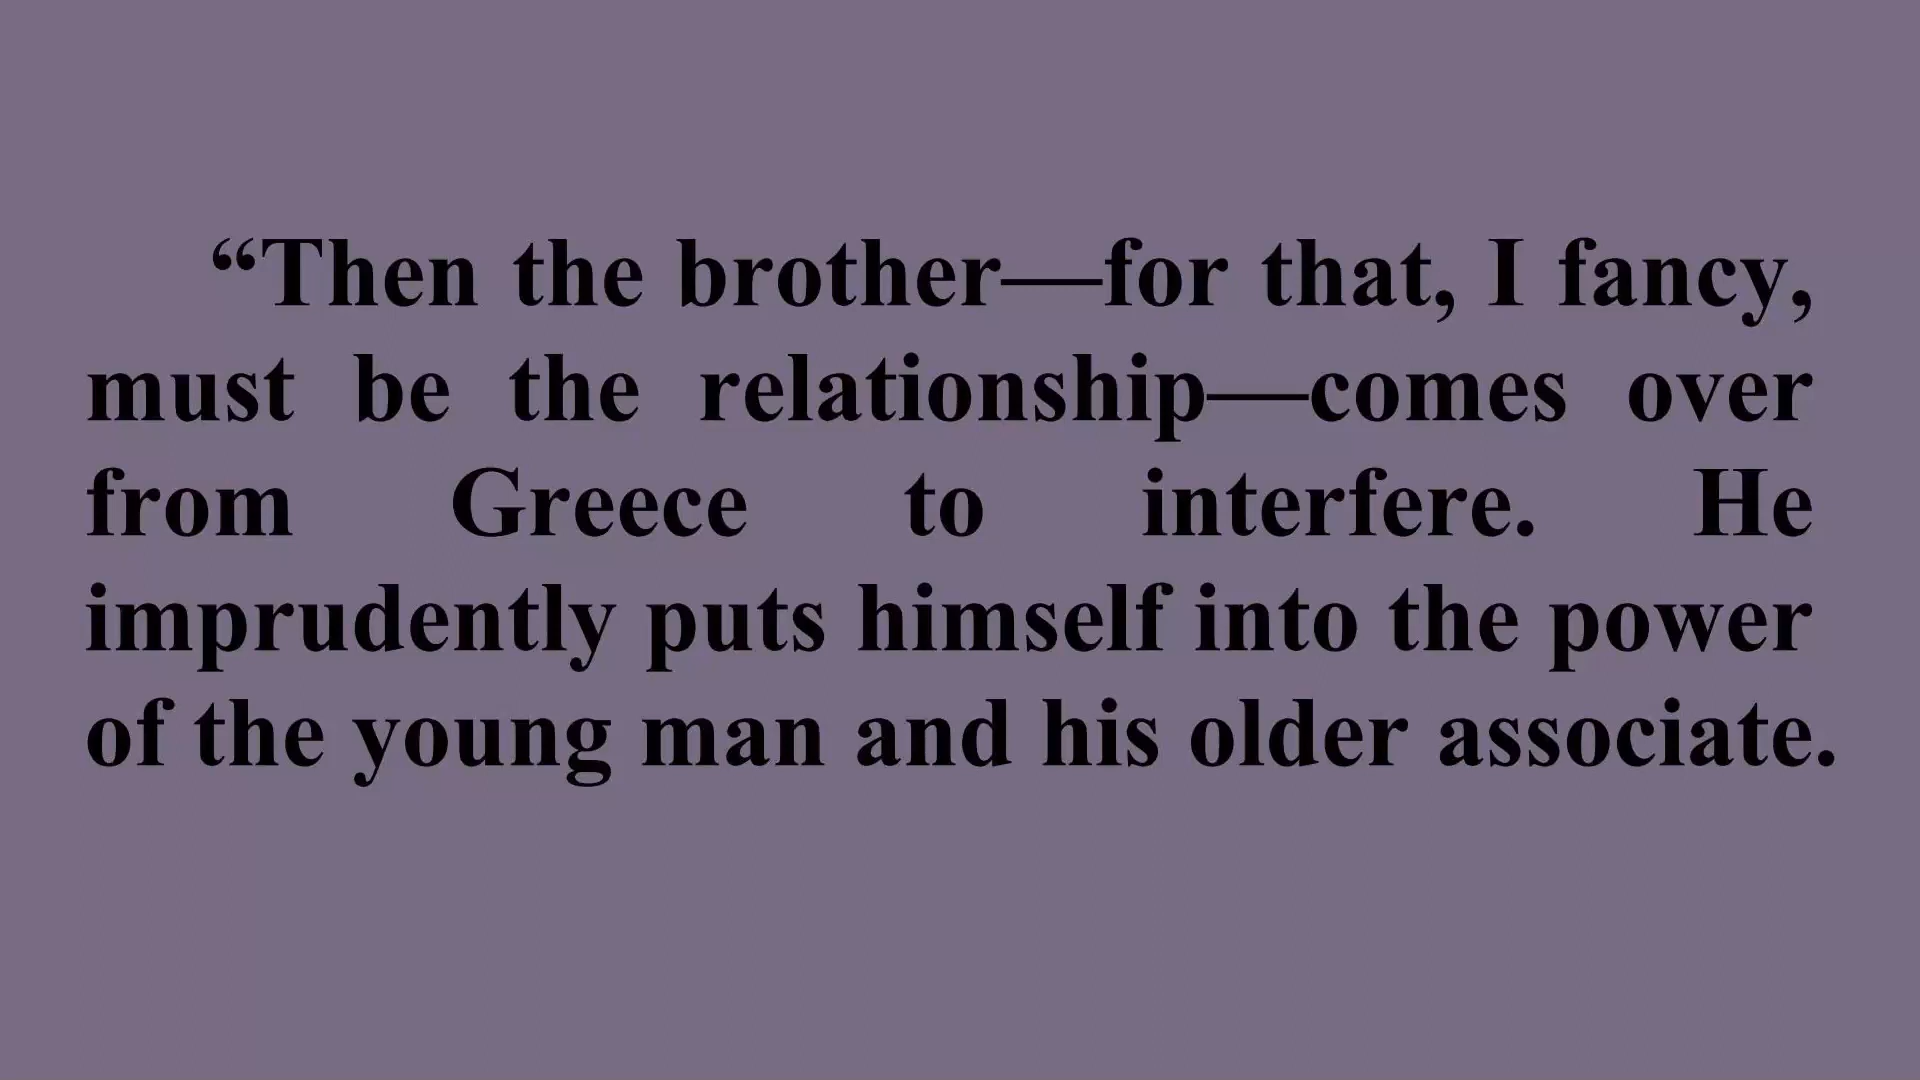 “Then the brother—for that, I fancy,
must be the relationship—comes over
from Greece to interfere. He
imprudently puts himself into the power
of the young man and his older associate.